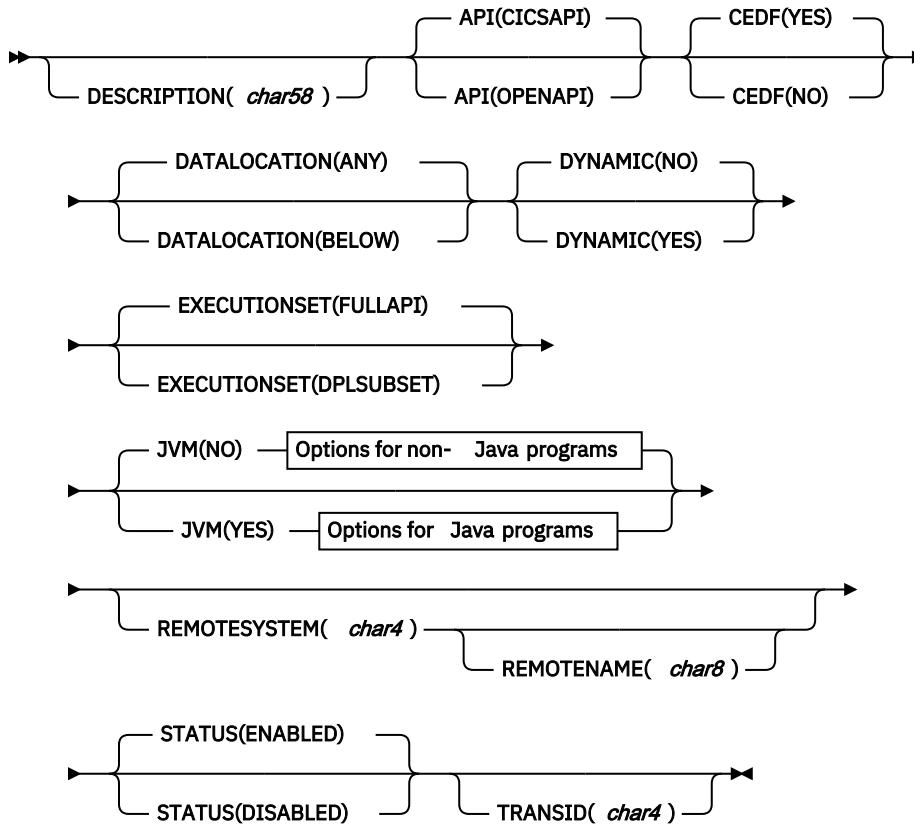 API(CICSAPI) CEDF(YES)
DESCRIPTION( char58 ) API(OPENAPI) CEDF(NO)
DATALOCATION(ANY) DYNAMIC(NO)
DATALOCATION(BELOW) DYNAMIC(YES)
EXECUTIONSET(FULLAPI)
EXECUTIONSET(DPLSUBSET)
JVM(NO) Options for non- Java programs
JVM(YES) Options for Java programs
REMOTESYSTEM( char4 )
REMOTENAME( char8 )
STATUS(ENABLED)
STATUS(DISABLED) TRANSID( char4 )